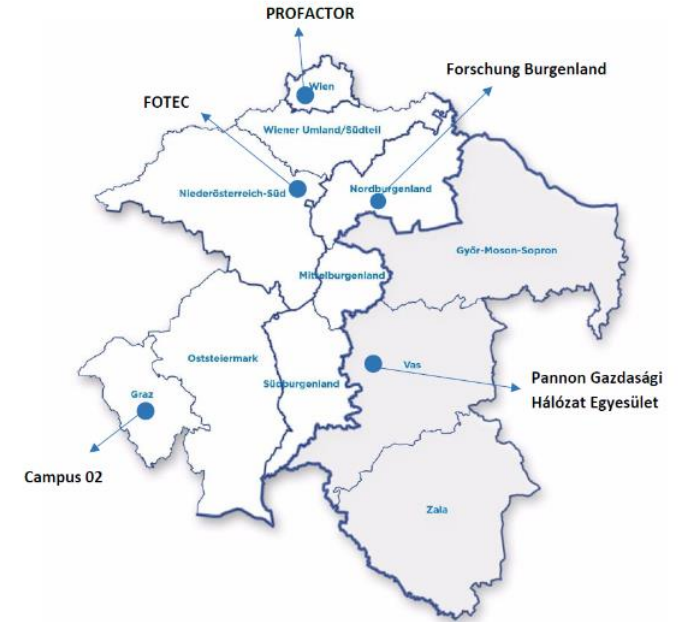 PROFACTOR
Forschung Burgenland
Wien
FOTEC
Wiener Umland/Südteil
Niederösterreich-Süd
Nordburgenland
Győr-Moson-Sopron
Mittelburgenland
Oststeiermark
Vas
Südburgenland
Pannon Gazdasági
Hálózat Egyesület
Graz
Campus 02
Zala